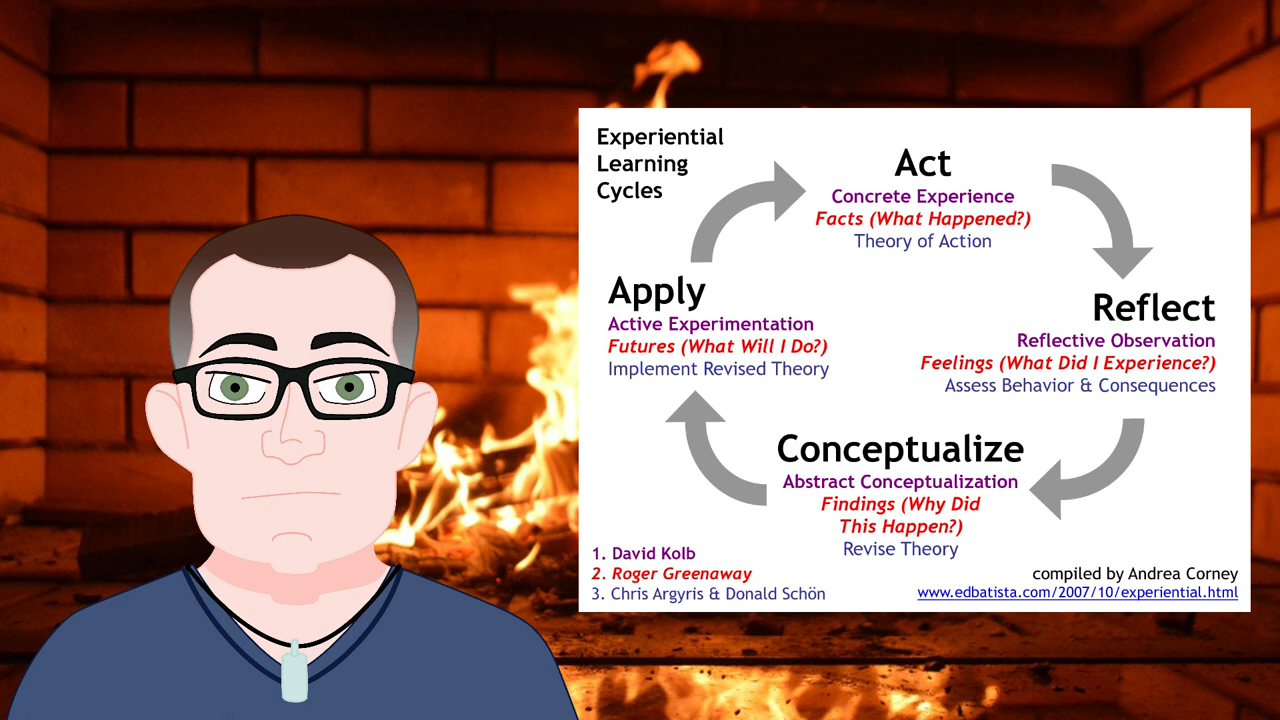 Experiential
Learning
Cycles
Act
Concrete Experience
Facts (What Happened?)
Theory of Action
Reflect
Reflective Observation
Feelings (What Did I Experience?)
Assess Behavior & Consequences
Conceptualize
Abstract Conceptualization
Findings (Why Did
This Happen?)
Revise Theory
Apply
Active Experimentation
Futures (What Will I Do?)
Implement Revised Theory
1. David Kolb
2. Roger Greenaway
3. Chris Argyris & Donald Schön
compiled by Andrea Corney
www.edbatista.com/2007/10/experiential.html